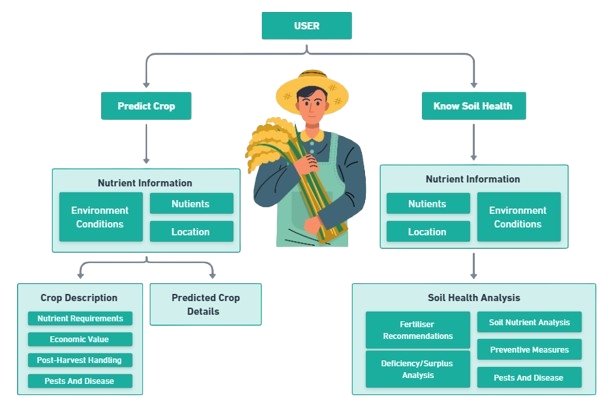 USER
Predict Crop
Know Soil Health
Nutrient Information
Environment
Conditions
Nutients
Location
Nutrient Information
Nutients
Location
Environment
Conditions
Crop Description
Nutrient Requirements
Economic Value
Post-Harvest Handling
Pests And Disease
Predicted Crop
Details
Soil Health Analysis
Fertiliser
Recommendations
Deficiency/Surplus
Analysis
Soil Nutrient Analysis
Preventive Measures
Pests And Disease